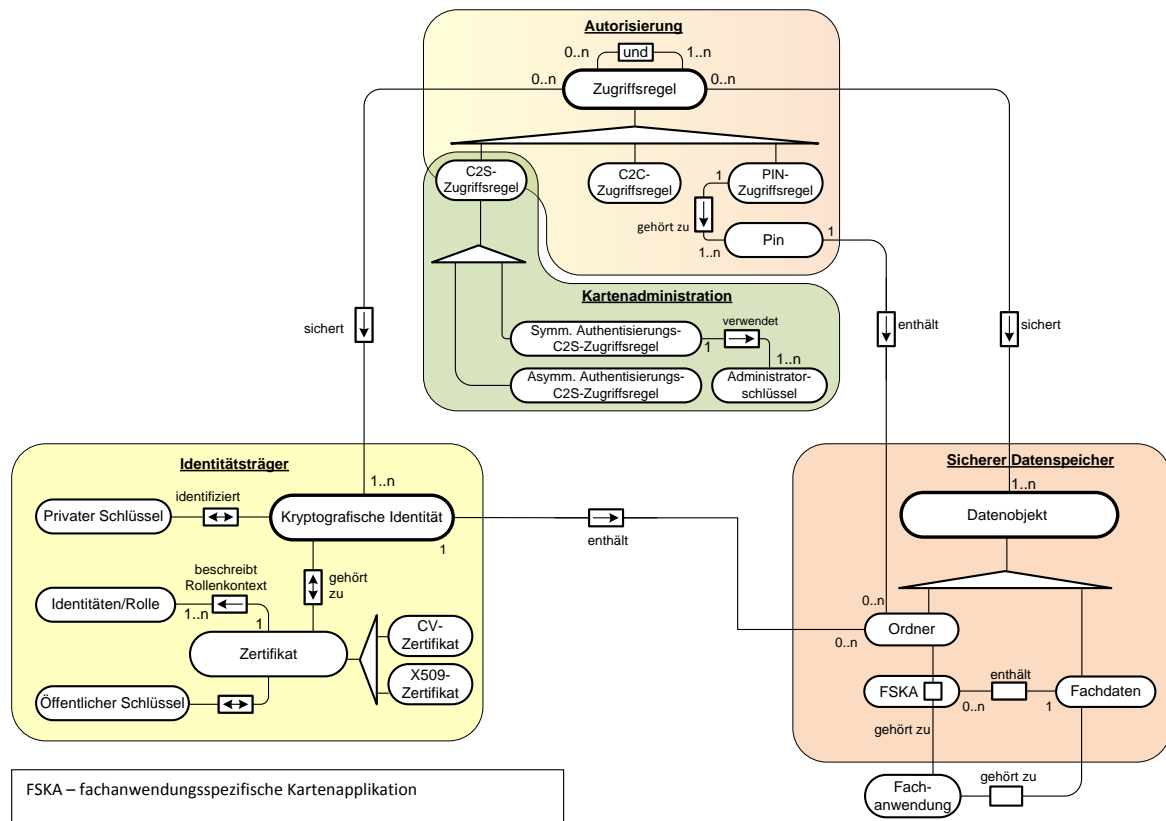 Autorisierung
0..n
und
1..n
0..n
Zugriffsregel
0..n
C2S-
Zugriffsregel
C2C-
Zugriffsregel
PIN-
Zugriffsregel
1
gehört zu
1..n
Pin
1
Kartenadministration
sichert
enthält
sichert
Symm. Authentisierungs-
C2S-Zugriffsregel
1
verwendet
1..n
Asymm. Authentisierungs-
C2S-Zugriffsregel
Administrator-
schlüssel
Identitätsträger
1..n
Privater Schlüssel
identifiziert
Kryptografische Identität
1
enthält
beschreibt
Rollenkontext
gehört
zu
Identitäten/Rolle
1..n
1
Zertifikat
CV-
Zertifikat
X509-
Zertifikat
Öffentlicher Schlüssel
Sicherer Datenspeicher
1..n
Datenobjekt
0..n
0..n
Ordner
FSKA
0..n
enthält
1
Fachdaten
gehört zu
Fach-
anwendung
gehört zu
FSKA – fachanwendungsspezifische Kartenapplikation